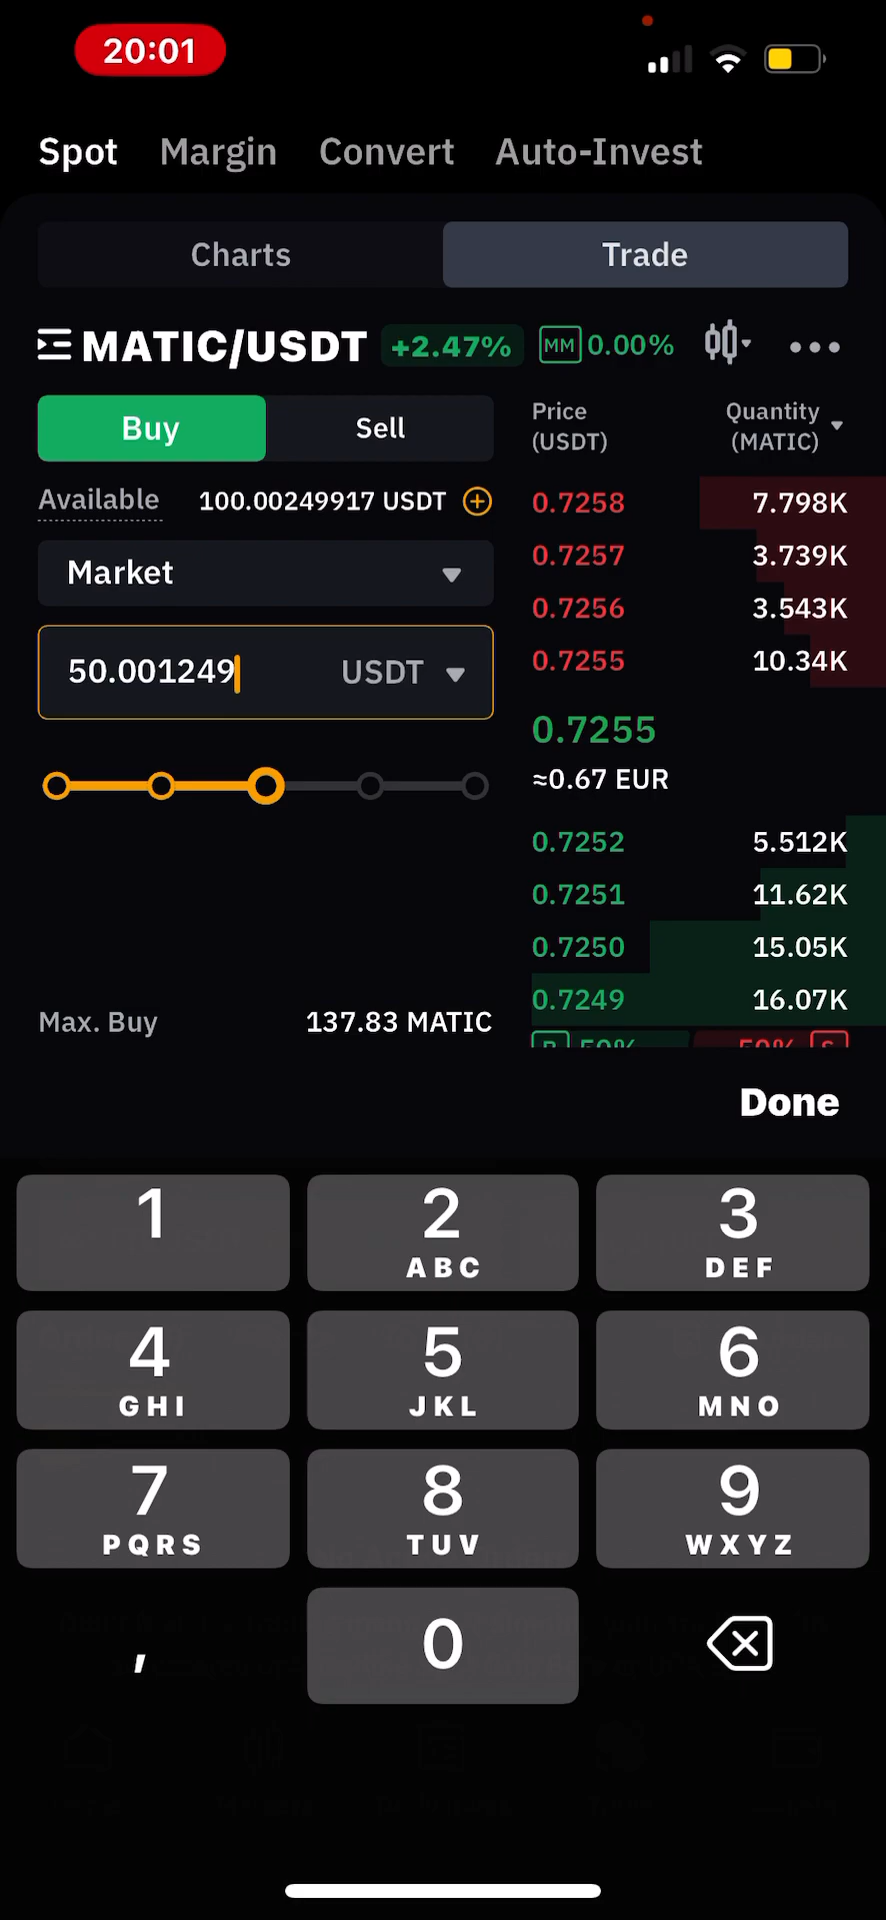 20:01
Spot Margin Convert Auto-Invest
Charts Trade
MATIC/USDT +2.47% MM 0.00%
Buy Sell
Available 100.00249917 USDT
Market
50.001249 USDT
Max. Buy 137.83 MATIC
Price (USDT) Quantity (MATIC)
0.7258 7.798K
0.7257 3.739K
0.7256 3.543K
0.7255 10.34K
0.7255
≈0.67 EUR
0.7252 5.512K
0.7251 11.62K
0.7250 15.05K
0.7249 16.07K
B 50% 50% S
Done
1 2 3
ABC DEF
4 5 6
GHI JKL MNO
7 8 9
PQRS TUV WXYZ
, 0